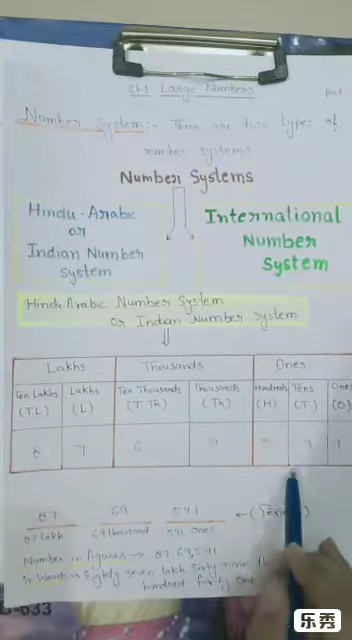 Ch1 Large Numbers
Number System:- There are two types of
number systems
Number Systems
Hindu-Arabic
or
Indian Number
System
International
Number
System
Hindu Arabic Number System
or Indian Number System
Lakhs Thousands Ones
Ten Lakhs (TL) Lakhs (L) Ten Thousands (T Th) Thousands (Th) Hundreds (H) Tens (T) Ones (O)
8 7 6 9 5 4 1
87 69 541
87 lakh 69 thousand 541 ones
Number in figures → 87,69,541
In Words → Eighty seven lakh sixty nine
hundred forty one
-633
乐秀